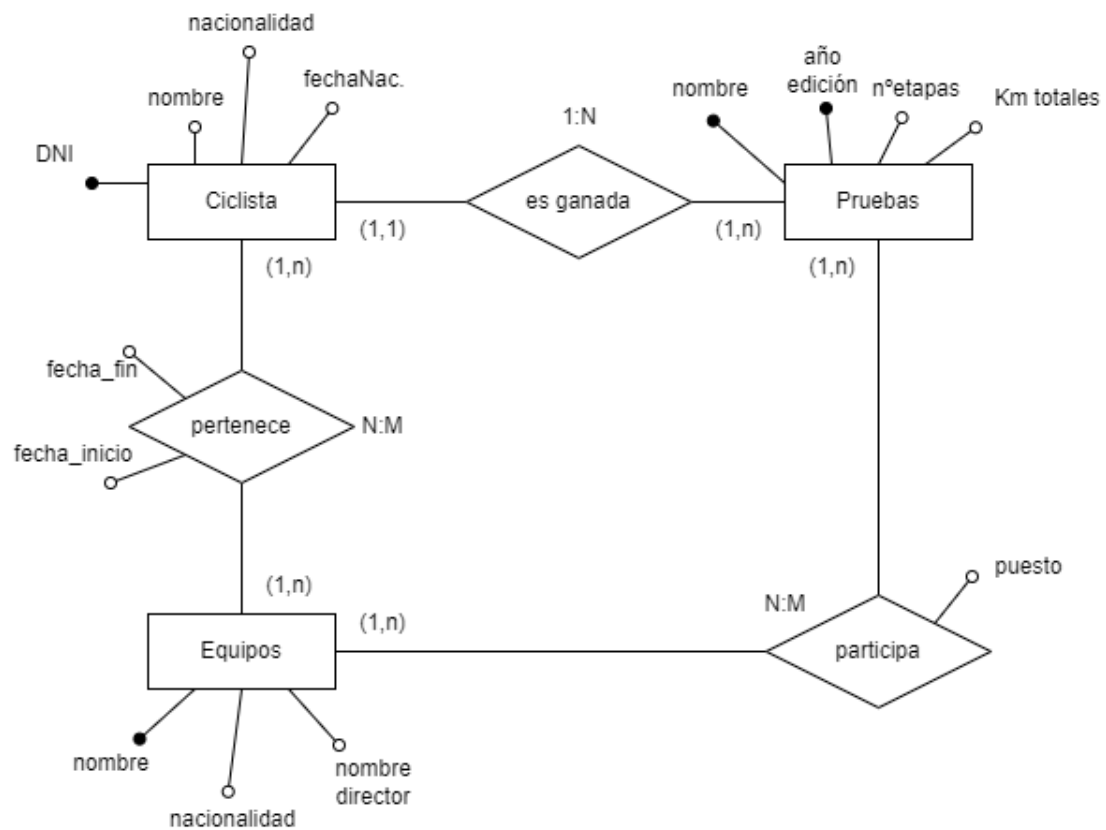 nacionalidad
fechaNac.
nombre
DNI
Ciclista
(1,1)
(1,n)
1:N
es ganada
(1,n)
nombre
año
edición
nºetapas
Km totales
Pruebas
(1,n)
fecha_fin
pertenece
N:M
fecha_inicio
(1,n)
(1,n)
Equipos
nombre
nacionalidad
nombre
director
N:M
puesto
participa